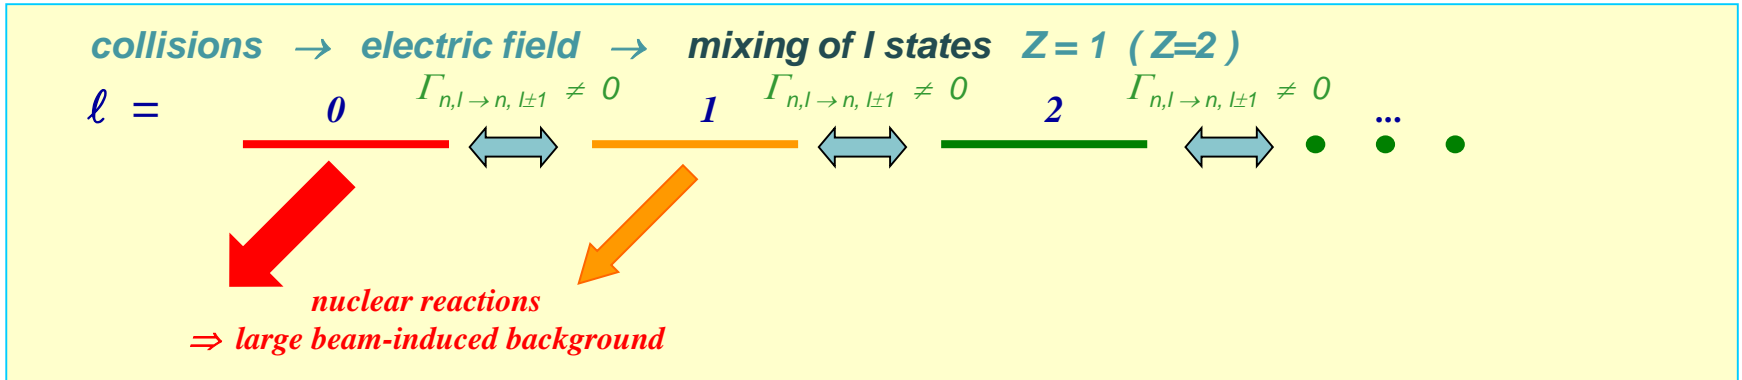 collisions → electric field → mixing of l states Z = 1 ( Z=2 )
Γn,l → n, l±1 ≠ 0 Γn,l → n, l±1 ≠ 0 Γn,l → n, l±1 ≠ 0
ℓ = 0 1 2 ...
nuclear reactions
⇒ large beam-induced background